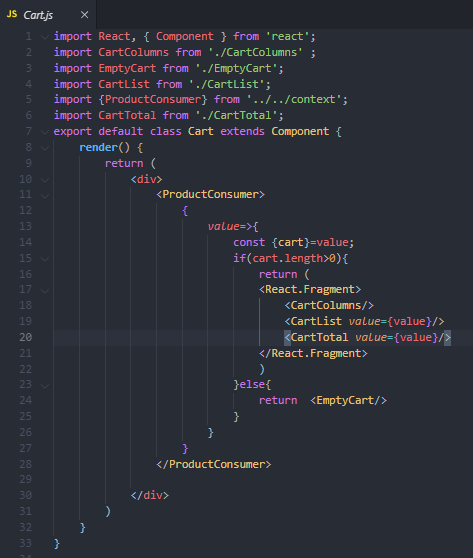 JS Cart.js ×
1 import React, { Component } from 'react';
2 import CartColumns from './CartColumns' ;
3 import EmptyCart from './EmptyCart';
4 import CartList from './CartList';
5 import {ProductConsumer} from '../../context';
6 import CartTotal from './CartTotal';
7 export default class Cart extends Component {
8     render() {
9         return (
10             <div>
11                 <ProductConsumer>
12                     {
13                         value=>{
14                             const {cart}=value;
15                             if(cart.length>0){
16                                 return (
17                                 <React.Fragment>
18                                     <CartColumns/>
19                                     <CartList value={value}/>
20                                     <CartTotal value={value}/>
21                                 </React.Fragment>
22                                 )
23                             }else{
24                                 return  <EmptyCart/>
25                             }
26                         }
27                     }
28                 </ProductConsumer>
29
30             </div>
31         )
32     }
33 }